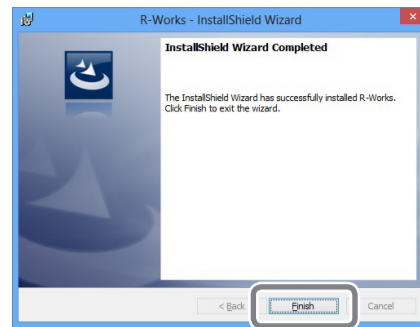 R-Works - InstallShield Wizard
InstallShield Wizard Completed
The InstallShield Wizard has successfully installed R-Works.
Click Finish to exit the wizard.
< Back
Finish
Cancel